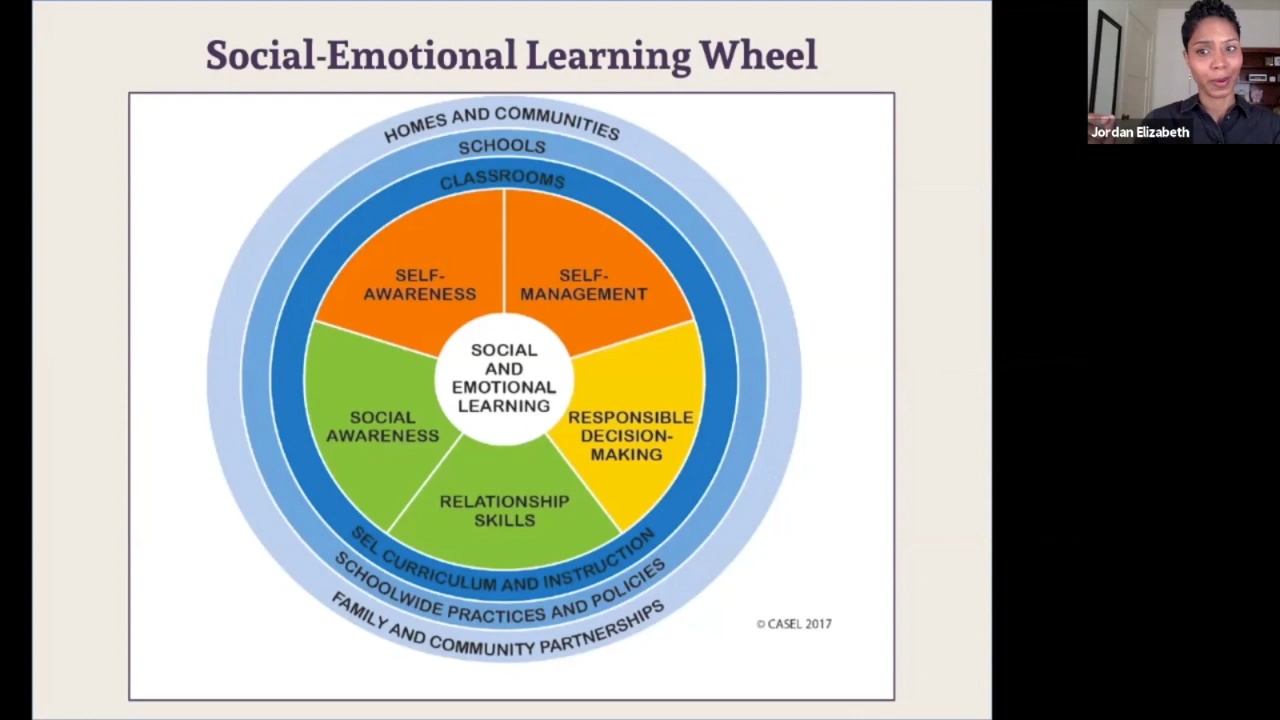 Social-Emotional Learning Wheel
Jordan Elizabeth
HOMES AND COMMUNITIES
SCHOOLS
CLASSROOMS
SELF-
AWARENESS
SELF-
MANAGEMENT
SOCIAL
AND
EMOTIONAL
LEARNING
SOCIAL
AWARENESS
RESPONSIBLE
DECISION-
MAKING
RELATIONSHIP
SKILLS
SEL CURRICULUM AND INSTRUCTION
SCHOOLWIDE PRACTICES AND POLICIES
FAMILY AND COMMUNITY PARTNERSHIPS
© CASEL 2017